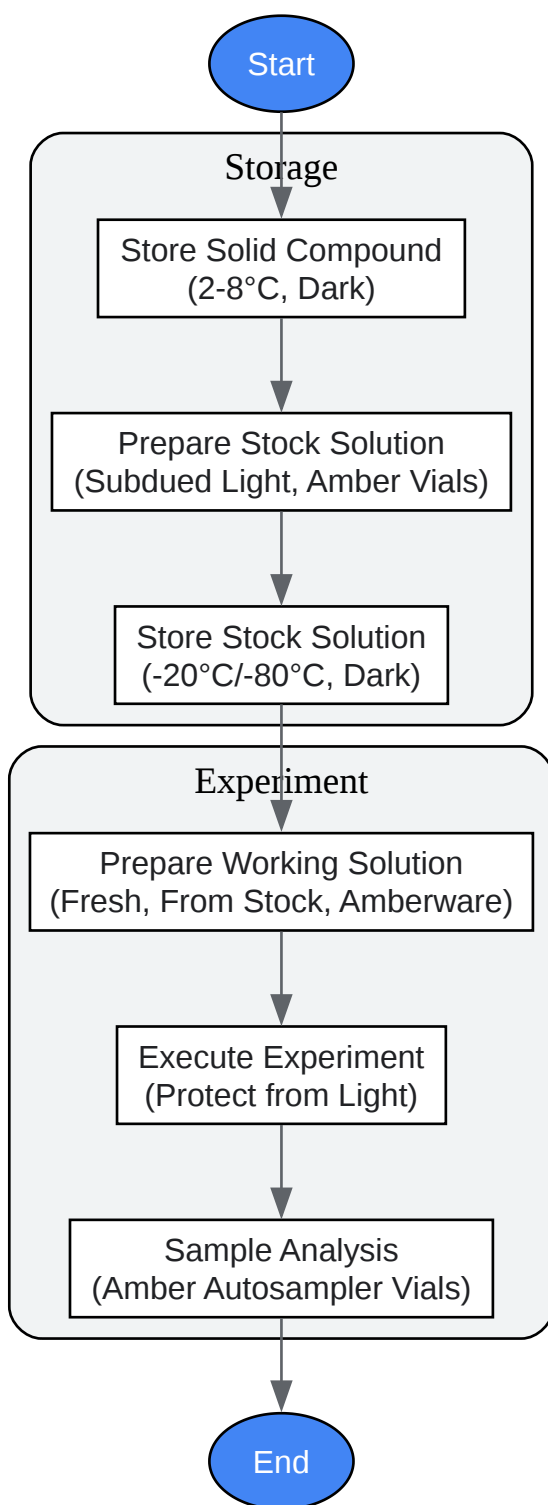 Start
Storage
Store Solid Compound
(2-8°C, Dark)
Prepare Stock Solution
(Subdued Light, Amber Vials)
Store Stock Solution
(-20°C/-80°C, Dark)
Experiment
Prepare Working Solution
(Fresh, From Stock, Amberware)
Execute Experiment
(Protect from Light)
Sample Analysis
(Amber Autosampler Vials)
End